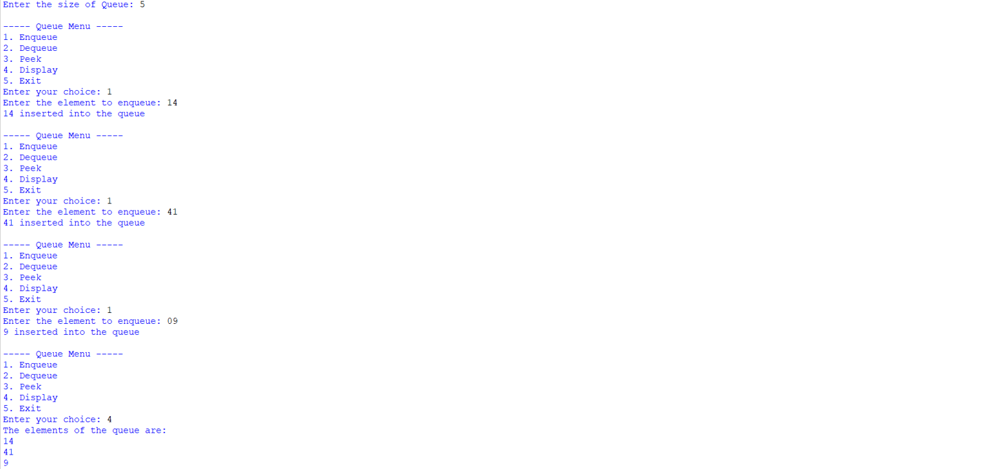 Enter the size of Queue: 5
----- Queue Menu -----
1. Enqueue
2. Dequeue
3. Peek
4. Display
5. Exit
Enter your choice: 1
Enter the element to enqueue: 14
14 inserted into the queue
----- Queue Menu -----
1. Enqueue
2. Dequeue
3. Peek
4. Display
5. Exit
Enter your choice: 1
Enter the element to enqueue: 41
41 inserted into the queue
----- Queue Menu -----
1. Enqueue
2. Dequeue
3. Peek
4. Display
5. Exit
Enter your choice: 1
Enter the element to enqueue: 09
9 inserted into the queue
----- Queue Menu -----
1. Enqueue
2. Dequeue
3. Peek
4. Display
5. Exit
Enter your choice: 4
The elements of the queue are:
14
41
9